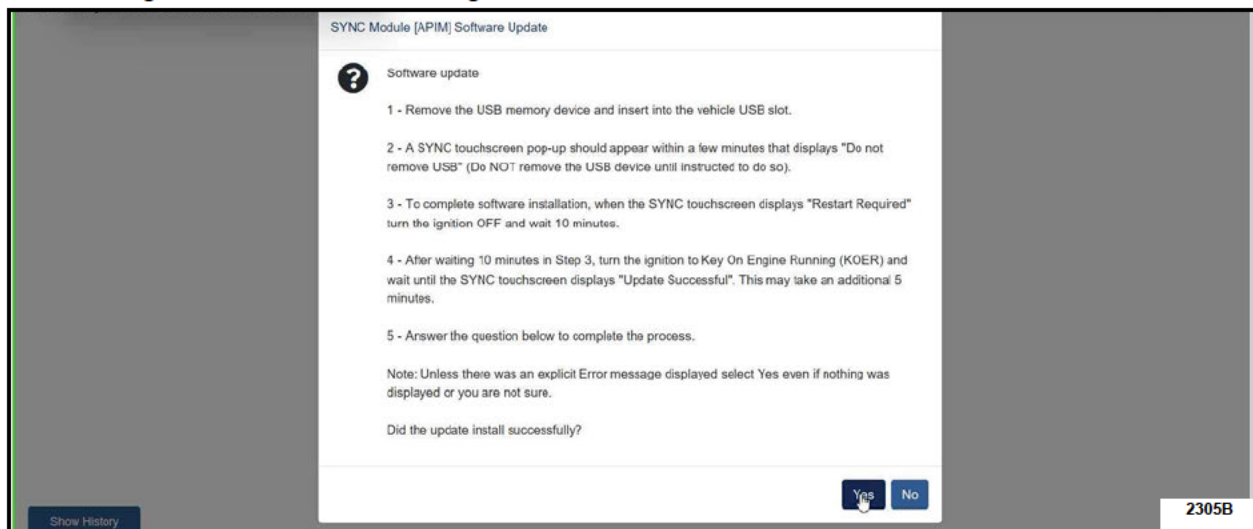 SYNC Module [APIM] Software Update
Software update
1 - Remove the USB memory device and insert into the vehicle USB slot.
2 - A SYNC touchscreen pop-up should appear within a few minutes that displays "Do not
remove USB" (Do NOT remove the USB device until instructed to do so).
3 - To complete software installation, when the SYNC touchscreen displays "Restart Required"
turn the ignition OFF and wait 10 minutes.
4 - After waiting 10 minutes in Step 3, turn the ignition to Key On Engine Running (KOER) and
wait until the SYNC touchscreen displays "Update Successful". This may take an additional 5
minutes.
5 - Answer the question below to complete the process.
Note: Unless there was an explicit Error message displayed select Yes even if nothing was
displayed or you are not sure.
Did the update install successfully?
Yes No
Show History
2305B